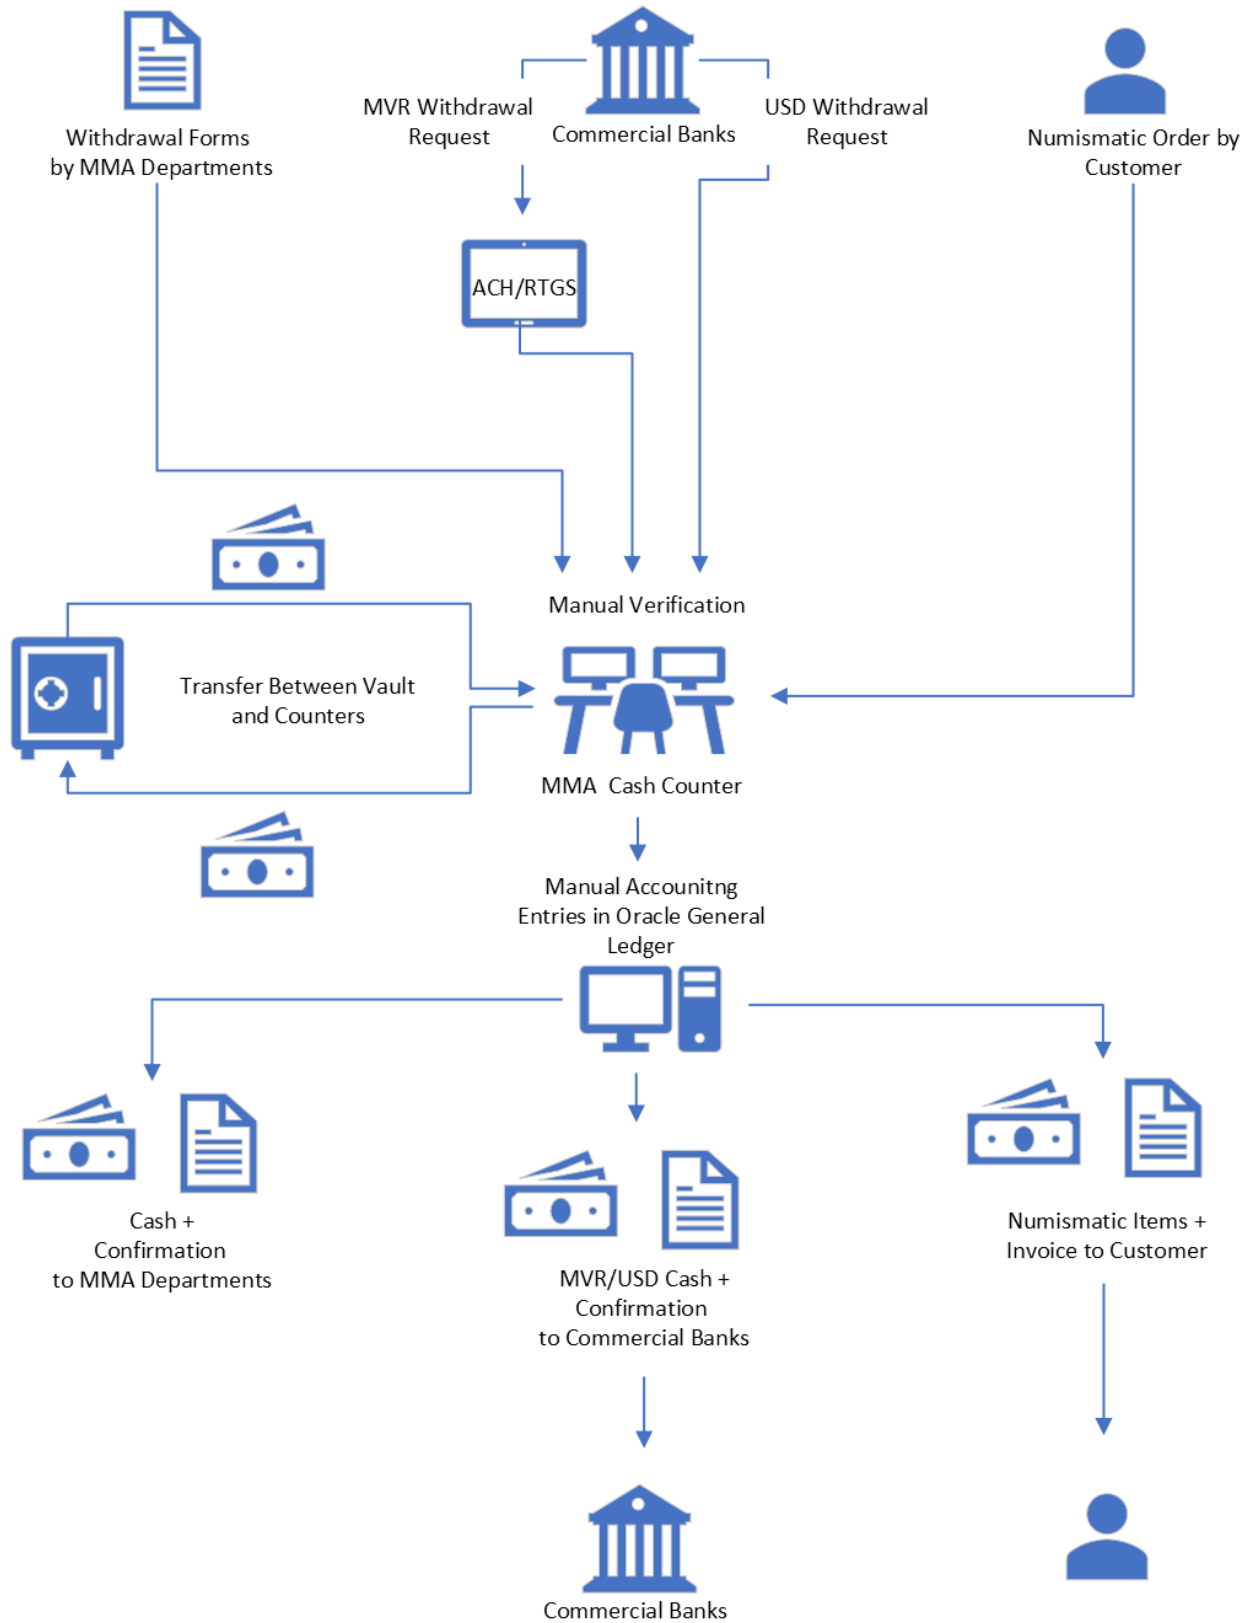 Withdrawal Forms
by MMA Departments
MVR Withdrawal
Request
Commercial Banks
USD Withdrawal
Request
Numismatic Order by
Customer
ACH/RTGS
Manual Verification
Transfer Between Vault
and Counters
MMA Cash Counter
Manual Accounitng
Entries in Oracle General
Ledger
Cash +
Confirmation
to MMA Departments
MVR/USD Cash +
Confirmation
to Commercial Banks
Numismatic Items +
Invoice to Customer
Commercial Banks